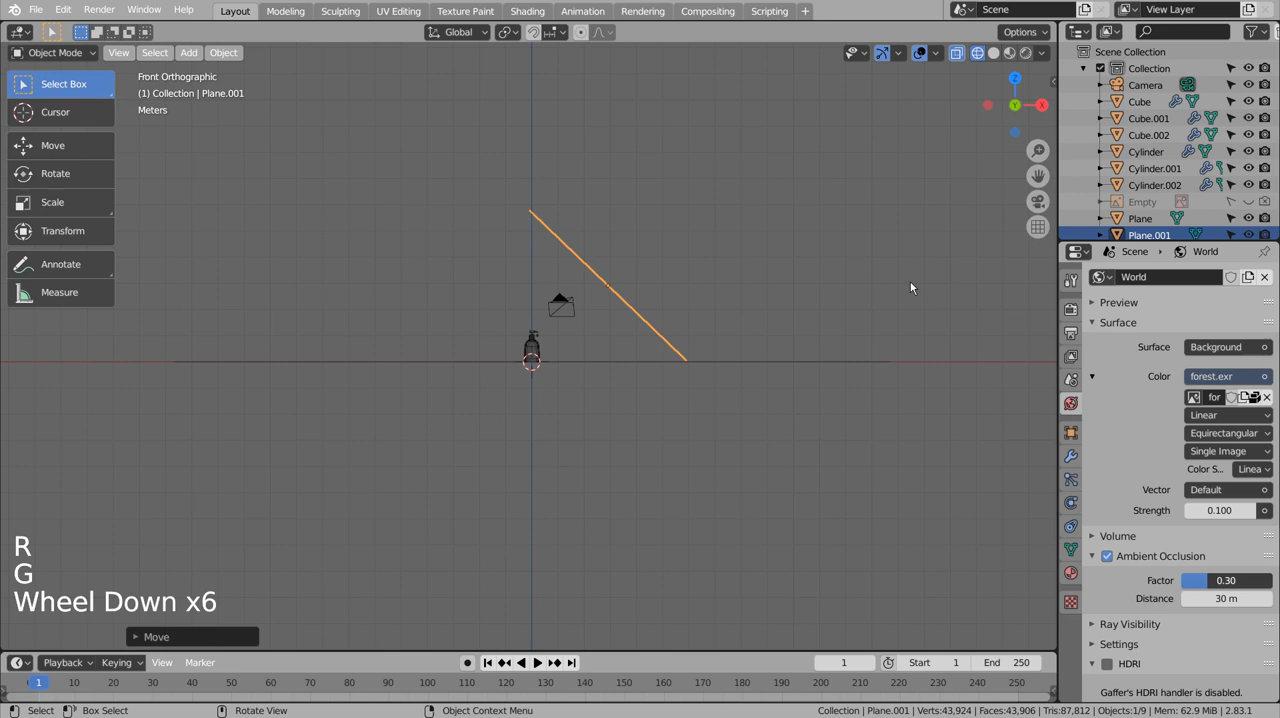 File Edit Render Window Help Layout Modeling Sculpting UV Editing Texture Paint Shading Animation Rendering Compositing Scripting + Scene View Layer
Global Options
Object Mode View Select Add Object
Select Box
Cursor
Move
Rotate
Scale
Transform
Annotate
Measure
Front Orthographic
(1) Collection | Plane.001
Meters
Z
Y
X
R
G
Wheel Down x6
Move
Scene Collection
Collection
Camera
Cube
Cube.001
Cube.002
Cylinder
Cylinder.001
Cylinder.002
Empty
Plane
Plane.001
Scene World
World
Preview
Surface
Surface Background
Color forest.exr
for
Linear
Equirectangular
Single Image
Color S... Linea
Vector Default
Strength 0.100
Volume
Ambient Occlusion
Factor 0.30
Distance 30 m
Ray Visibility
Settings
HDRI
Gaffer's HDRI handler is disabled.
Playback Keying View Marker 1 Start 1 End 250
1 10 20 30 40 50 60 70 80 90 100 110 120 130 140 150 160 170 180 190 200 210 220 230 240 250
Select Box Select Rotate View Object Context Menu Collection | Plane.001 | Verts:43,924 | Faces:43,906 | Tris:87,812 | Objects:1/9 | Mem: 62.9 MiB | 2.83.1